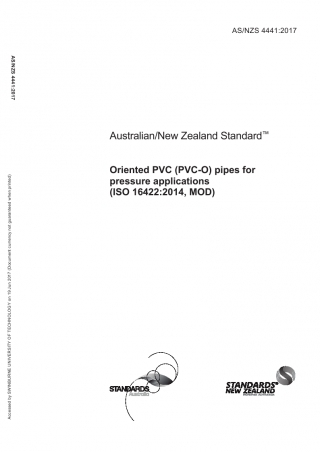 AS/NZS 4441:2017
AS/NZS 4441:2017
Australian/New Zealand Standard™
Oriented PVC (PVC-O) pipes for
pressure applications
(ISO 16422:2014, MOD)
Accessed by SWINBURNE UNIVERSITY OF TECHNOLOGY on 19 Jun 2017 (Document currency not guaranteed when printed)
STANDARDS
Australia
STANDARDS
NEW ZEALAND